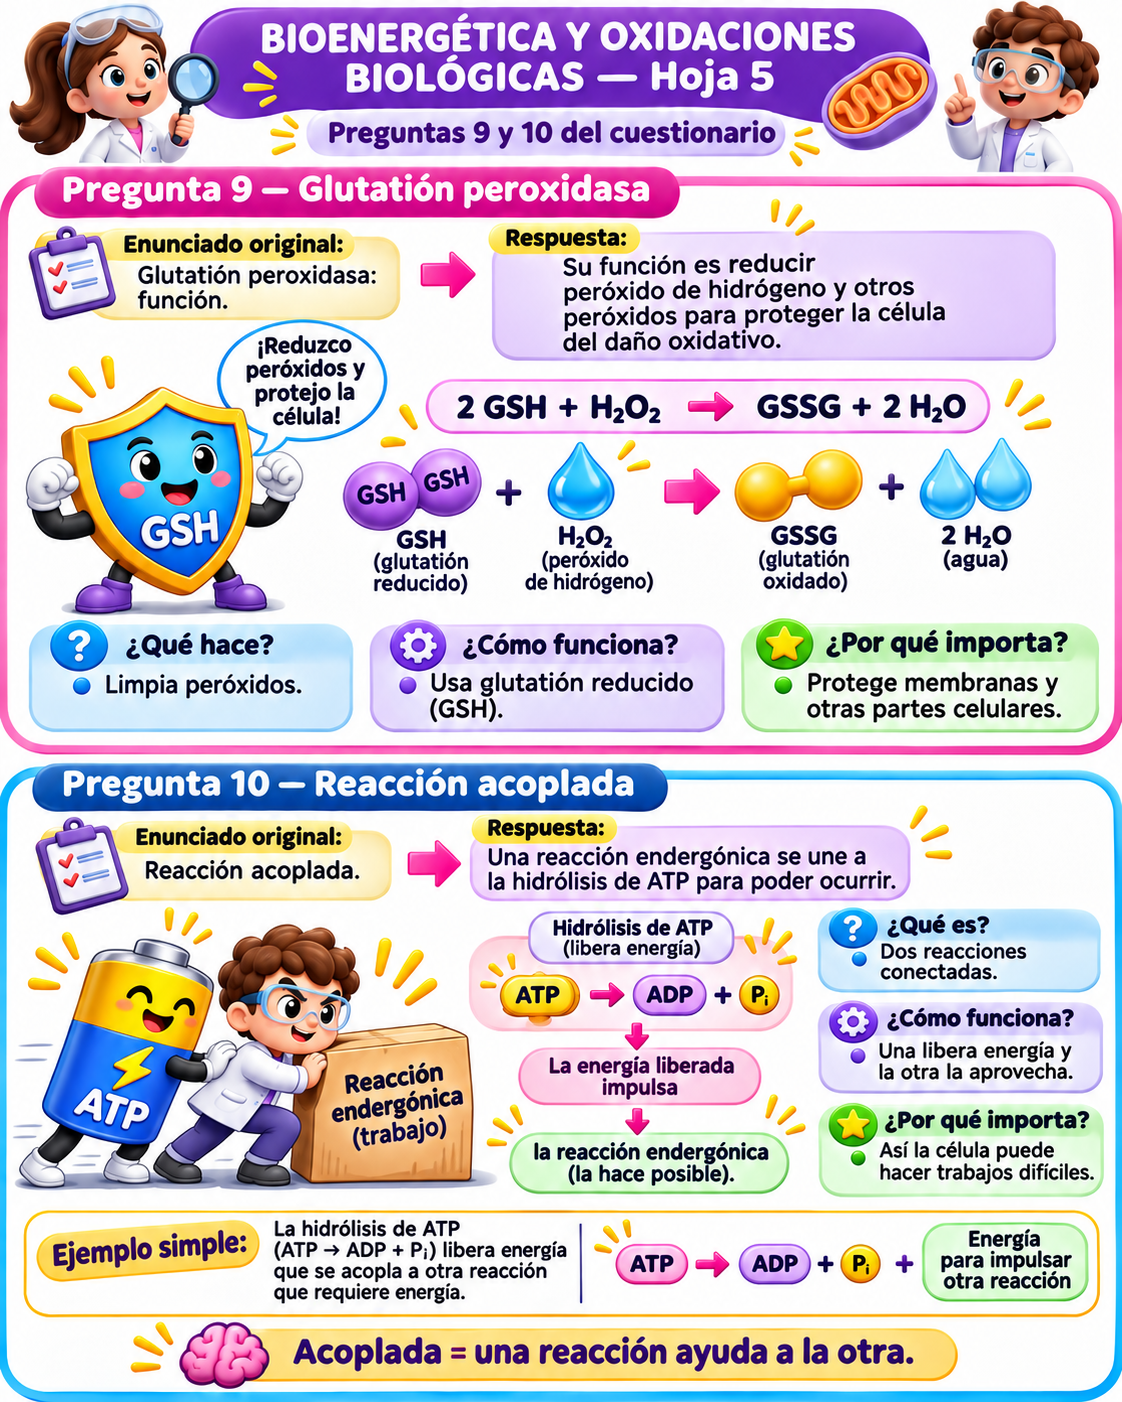 BIOENERGÉTICA Y OXIDACIONES
BIOLÓGICAS — Hoja 5
Preguntas 9 y 10 del cuestionario
Pregunta 9 — Glutatión peroxidasa
Enunciado original:
Glutatión peroxidasa:
función.
Respuesta:
Su función es reducir
peróxido de hidrógeno y otros
peróxidos para proteger la célula
del daño oxidativo.
¡Reduzco
peróxidos y
protejo la
célula!
GSH
2 GSH + H₂O₂ → GSSG + 2 H₂O
GSH GSH + → +
GSH
(glutatión
reducido)
H₂O₂
(peróxido
de hidrógeno)
GSSG
(glutatión
oxidado)
2 H₂O
(agua)
¿Qué hace?
Limpia peróxidos.
¿Cómo funciona?
Usa glutatión reducido
(GSH).
¿Por qué importa?
Protege membranas y
otras partes celulares.
Pregunta 10 — Reacción acoplada
Enunciado original:
Reacción acoplada.
Respuesta:
Una reacción endergónica se une a
la hidrólisis de ATP para poder ocurrir.
ATP
Reacción
endergónica
(trabajo)
Hidrólisis de ATP
(libera energía)
ATP → ADP + Pᵢ
La energía liberada
impulsa
la reacción endergónica
(la hace posible).
¿Qué es?
Dos reacciones
conectadas.
¿Cómo funciona?
Una libera energía y
la otra la aprovecha.
¿Por qué importa?
Así la célula puede
hacer trabajos difíciles.
Ejemplo simple:
La hidrólisis de ATP
(ATP → ADP + Pᵢ) libera energía
que se acopla a otra reacción
que requiere energía.
ATP → ADP + Pᵢ +
Energía
para impulsar
otra reacción
Acoplada = una reacción ayuda a la otra.